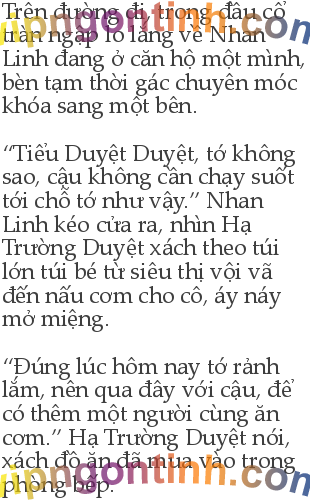 Trên đường đi, trong đầu cổ
tràn ngập lo lắng về Nhan
Linh đang ở căn hộ một mình,
bèn tạm thời gác chuyện móc
khóa sang một bên.
“Tiểu Duyệt Duyệt, tớ không
sao, cậu không cần chạy suốt
tới chỗ tớ như vậy.” Nhan
Linh kéo cửa ra, nhìn Hạ
Trường Duyệt xách theo túi
lớn túi bé từ siêu thị vội vã
đến nấu cơm cho cô, áy náy
mở miệng.
“Đúng lúc hôm nay tớ rảnh
lắm, nên qua đây với cậu, để
có thêm một người cùng ăn
cơm.” Hạ Trường Duyệt nói,
xách đồ ăn đã mua vào trong
phòng bếp.